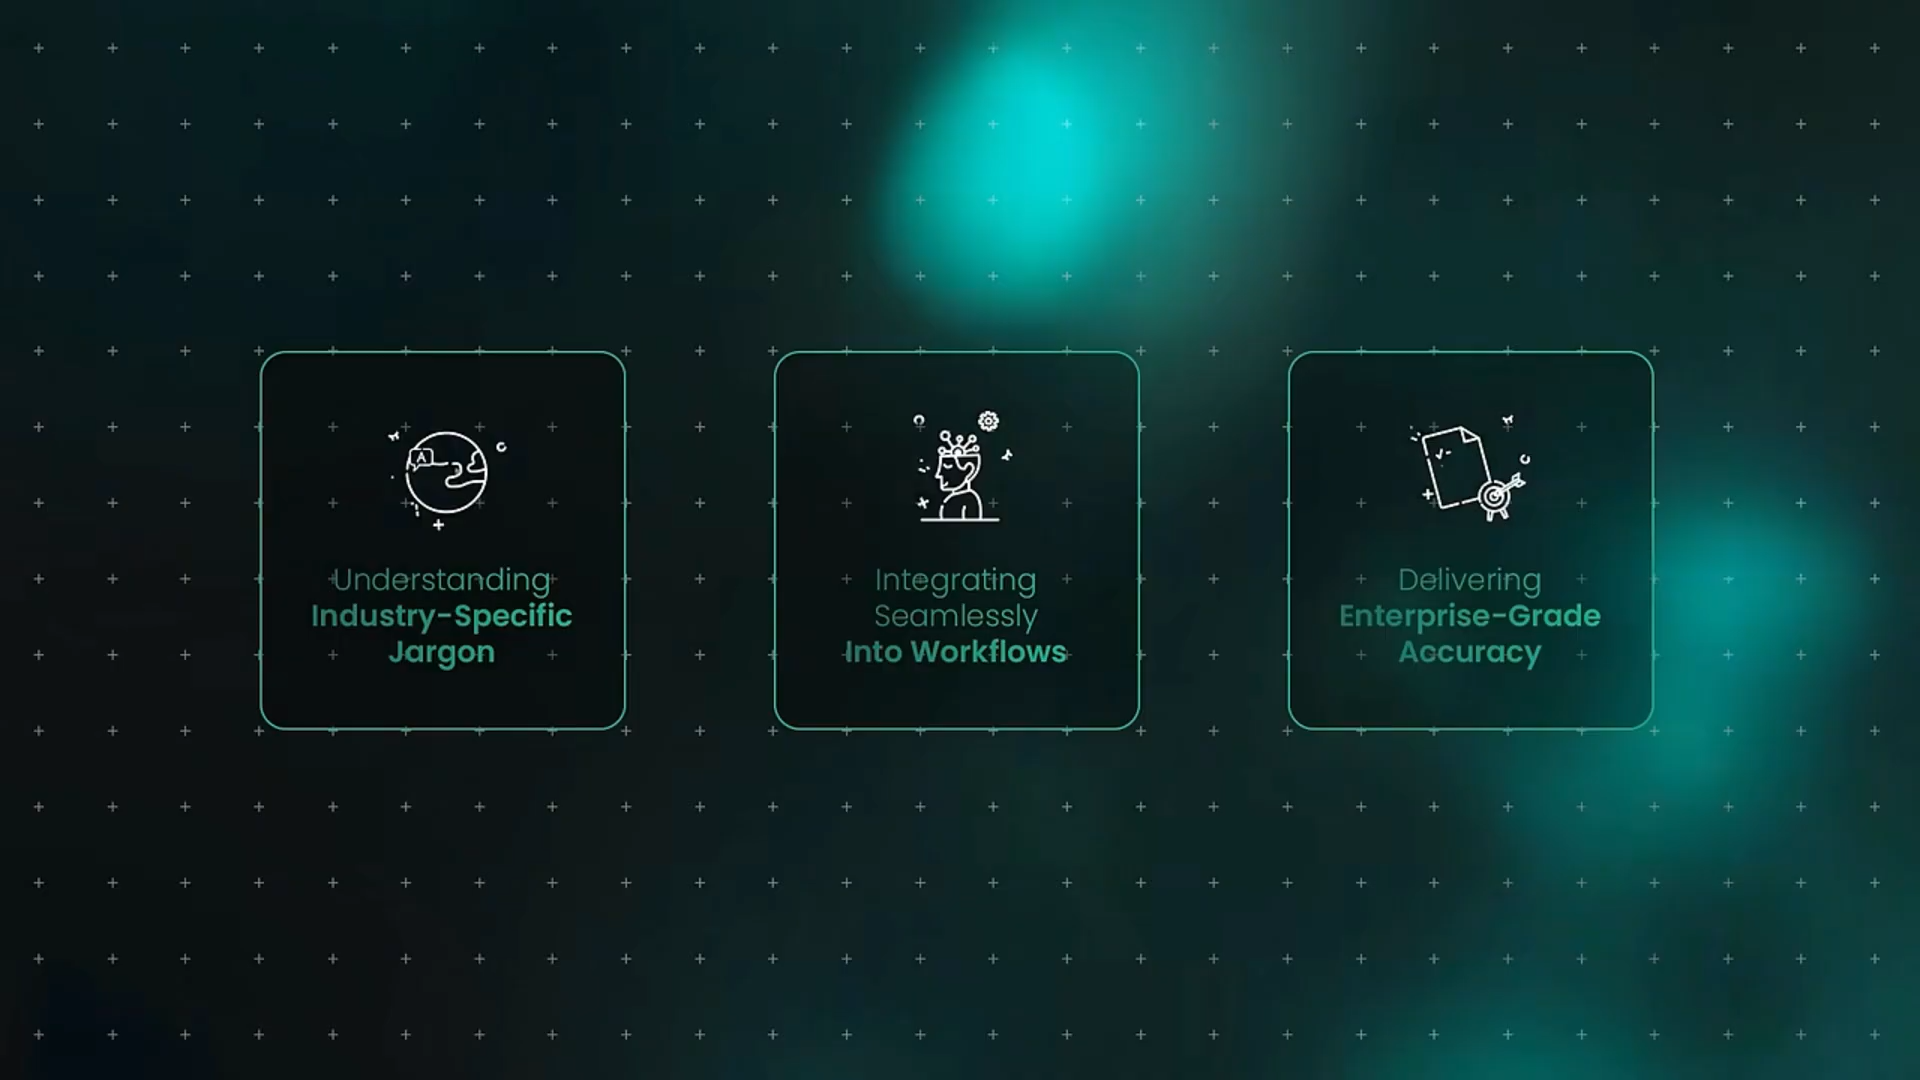 A
Understanding
Industry-Specific
Jargon
Integrating
Seamlessly
Into Workflows
Delivering
Enterprise-Grade
Accuracy